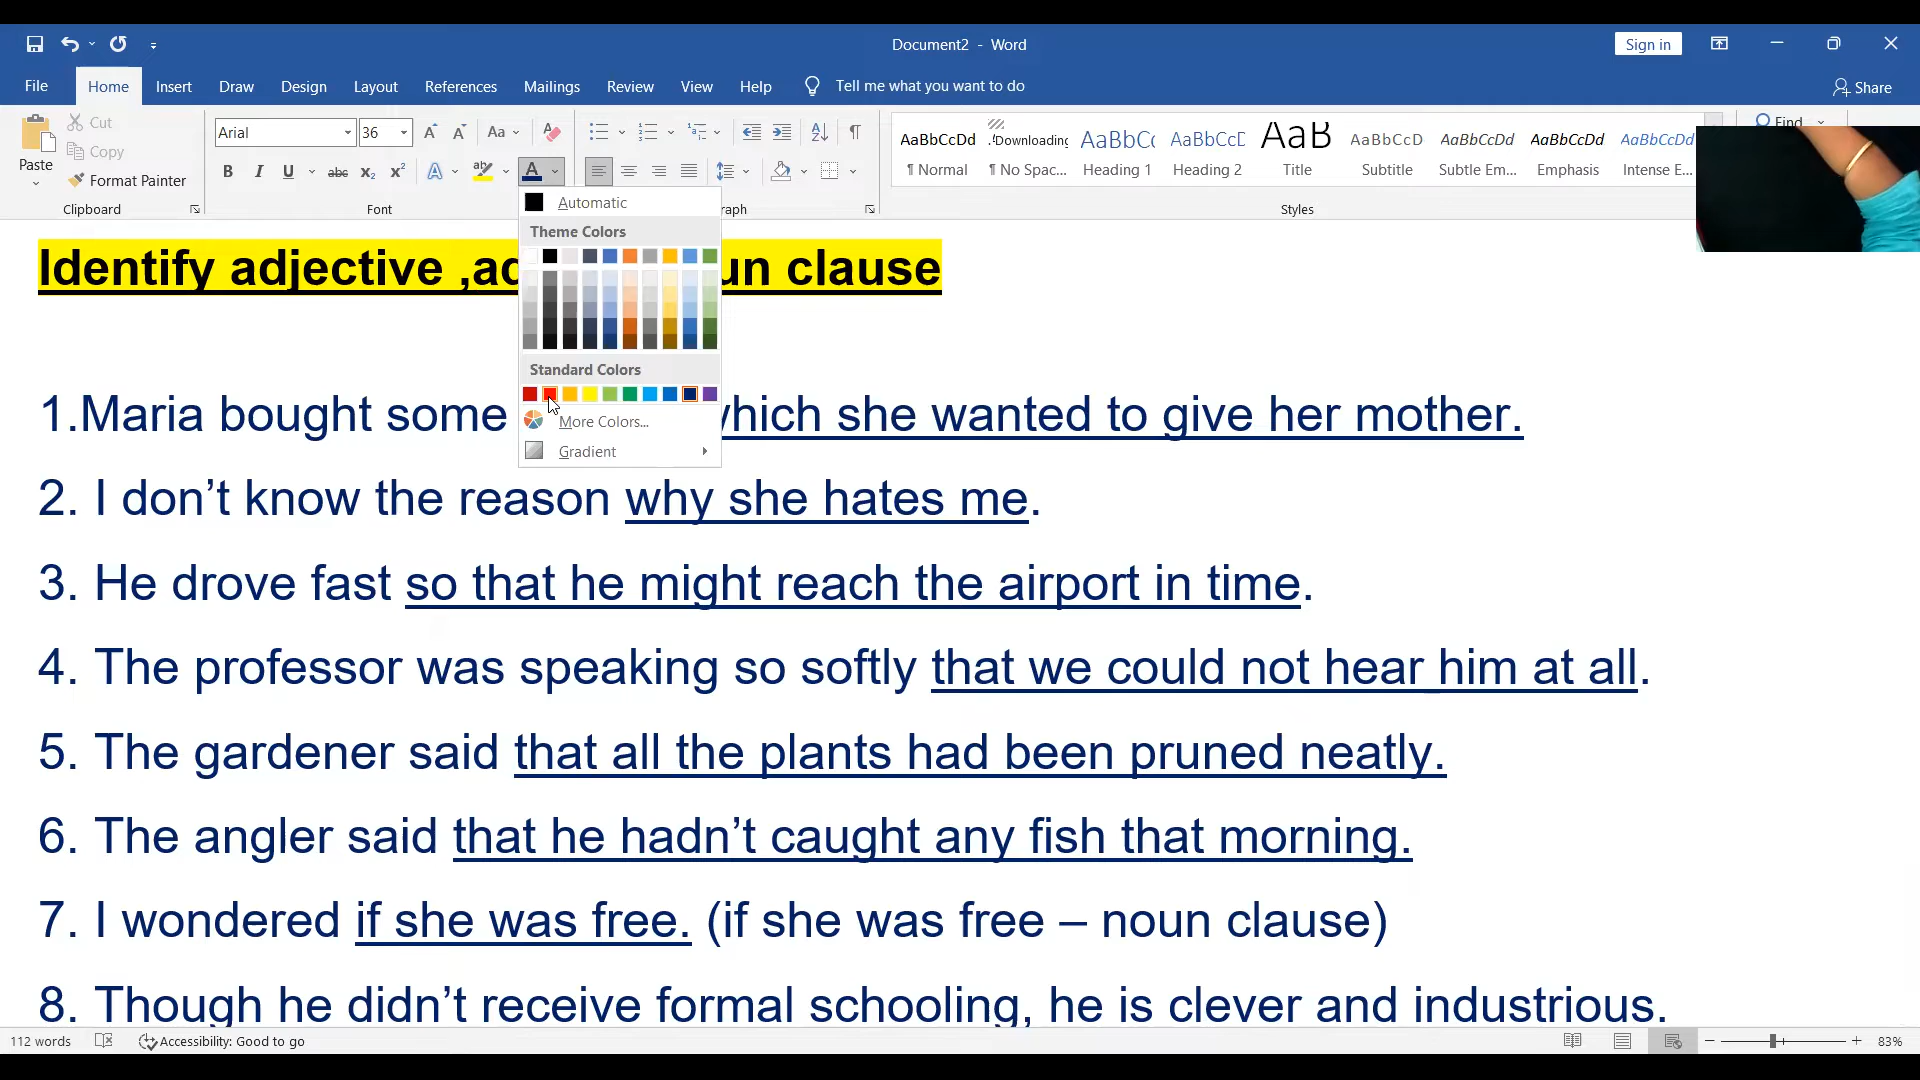 Document2 - Word
Sign in
File Home Insert Draw Design Layout References Mailings Review View Help Tell me what you want to do
Share
Paste
Cut
Copy
Format Painter
Clipboard
Arial 36
Font
Styles
AaBbCcDd
¶ Normal
Downloading
¶ No Spac...
AaBbCc
Heading 1
AaBbCcC
Heading 2
AaB
Title
AaBbCcD
Subtitle
AaBbCcDd
Subtle Em...
AaBbCcDd
Emphasis
AaBbCcDd
Intense E...
Find
Automatic
Theme Colors
Standard Colors
More Colors...
Gradient
Identify adjective ,ad un clause
1.Maria bought some which she wanted to give her mother.
2. I don’t know the reason why she hates me.
3. He drove fast so that he might reach the airport in time.
4. The professor was speaking so softly that we could not hear him at all.
5. The gardener said that all the plants had been pruned neatly.
6. The angler said that he hadn’t caught any fish that morning.
7. I wondered if she was free. (if she was free – noun clause)
8. Though he didn’t receive formal schooling, he is clever and industrious.
112 words
Accessibility: Good to go
83%